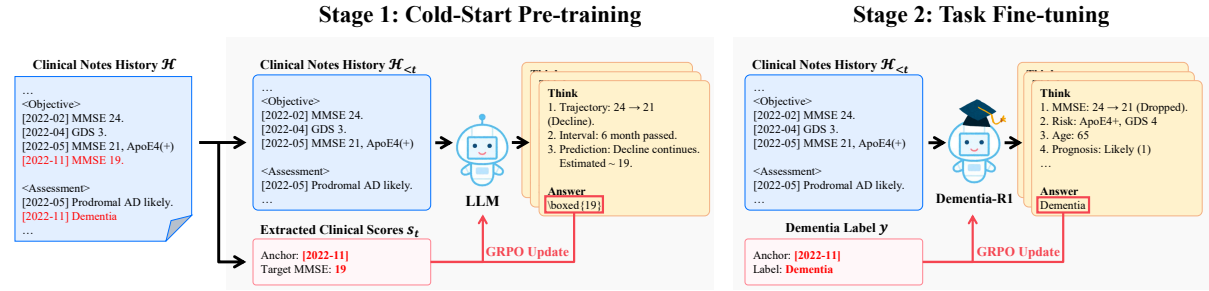 Stage 1: Cold-Start Pre-training
Stage 2: Task Fine-tuning
Clinical Notes History ℋ
…
<Objective>
[2022-02] MMSE 24.
[2022-04] GDS 3.
[2022-05] MMSE 21, ApoE4(+)
[2022-11] MMSE 19.
<Assessment>
[2022-05] Prodromal AD likely.
[2022-11] Dementia
…
Clinical Notes History ℋ<t
…
<Objective>
[2022-02] MMSE 24.
[2022-04] GDS 3.
[2022-05] MMSE 21, ApoE4(+)
<Assessment>
[2022-05] Prodromal AD likely.
…
LLM
Think
1. Trajectory: 24 → 21
(Decline).
2. Interval: 6 month passed.
3. Prediction: Decline continues.
Estimated ~ 19.
Answer
\boxed{19}
Extracted Clinical Scores s_t
Anchor: [2022-11]
Target MMSE: 19
GRPO Update
Clinical Notes History ℋ<t
…
<Objective>
[2022-02] MMSE 24.
[2022-04] GDS 3.
[2022-05] MMSE 21, ApoE4(+)
<Assessment>
[2022-05] Prodromal AD likely.
…
Dementia-R1
Think
1. MMSE: 24 → 21 (Dropped).
2. Risk: ApoE4+, GDS 4
3. Age: 65
4. Prognosis: Likely (1)
…
Answer
Dementia
Dementia Label y
Anchor: [2022-11]
Label: Dementia
GRPO Update